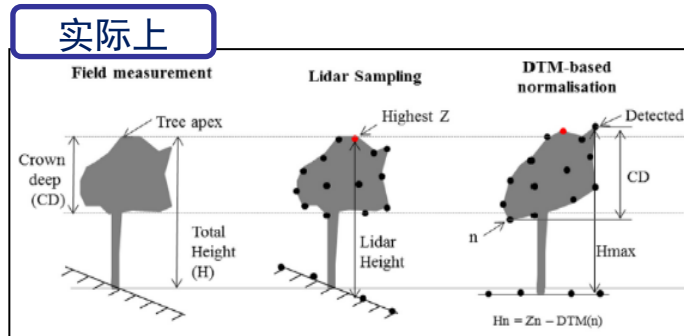 实际上
Field measurement
Tree apex
Crown
deep
(CD)
Total
Height
(H)
Lidar Sampling
Highest Z
Lidar
Height
DTM-based
normalisation
Detected
CD
n
Hmax
Hn = Zn – DTM(n)